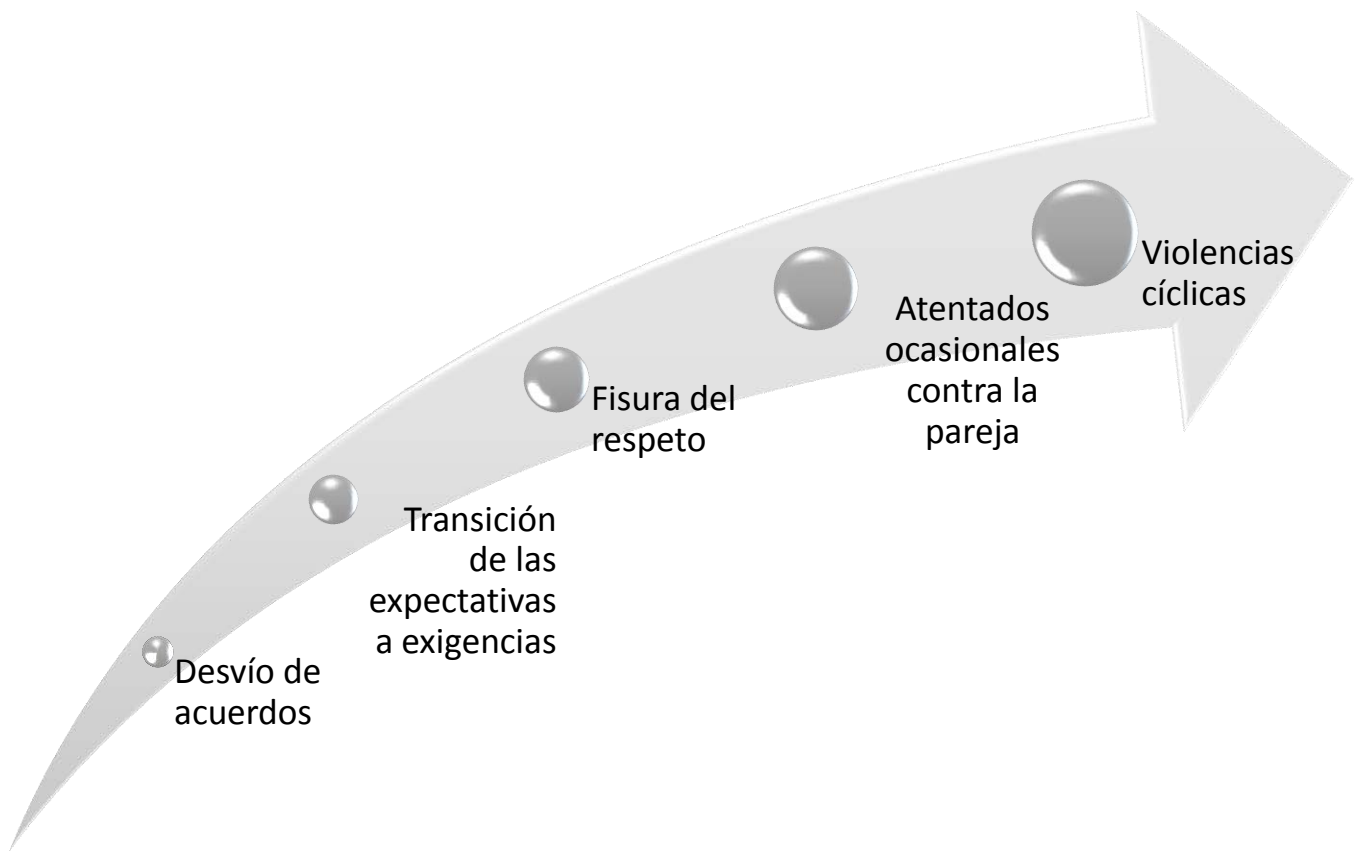 Desvío de
acuerdos
Transición
de las
expectativas
a exigencias
Fisura del
respeto
Atentados
ocasionales
contra la
pareja
Violencias
cíclicas